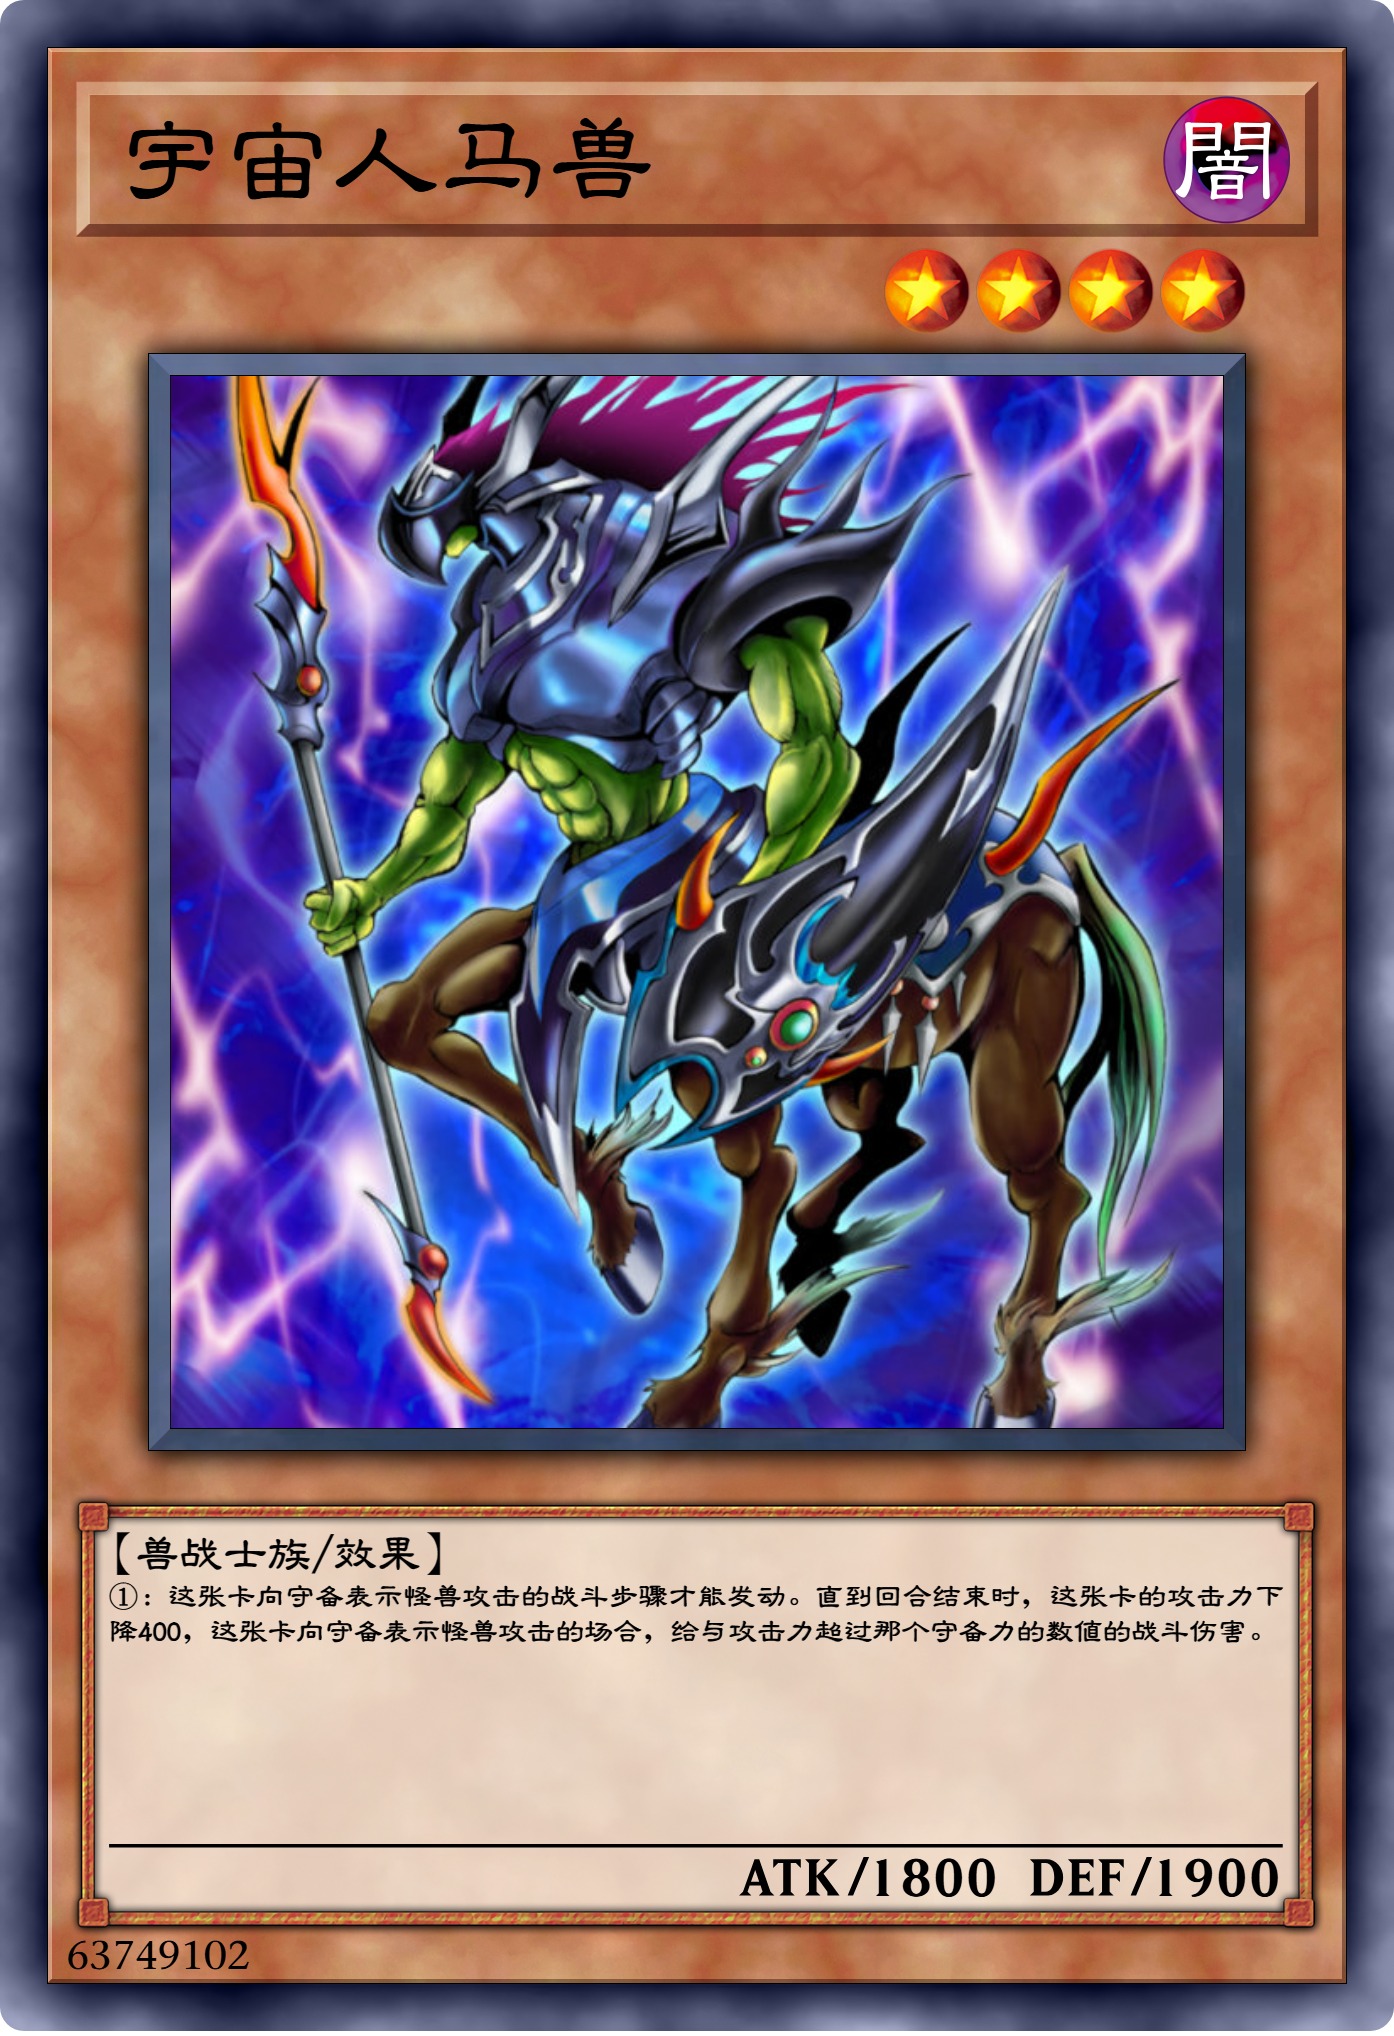 宇宙人马兽
闇
【兽战士族/效果】
①：这张卡向守备表示怪兽攻击的战斗步骤才能发动。直到回合结束时，这张卡的攻击力下
降400，这张卡向守备表示怪兽攻击的场合，给与攻击力超过那个守备力的数值的战斗伤害。
ATK/1800 DEF/1900
63749102